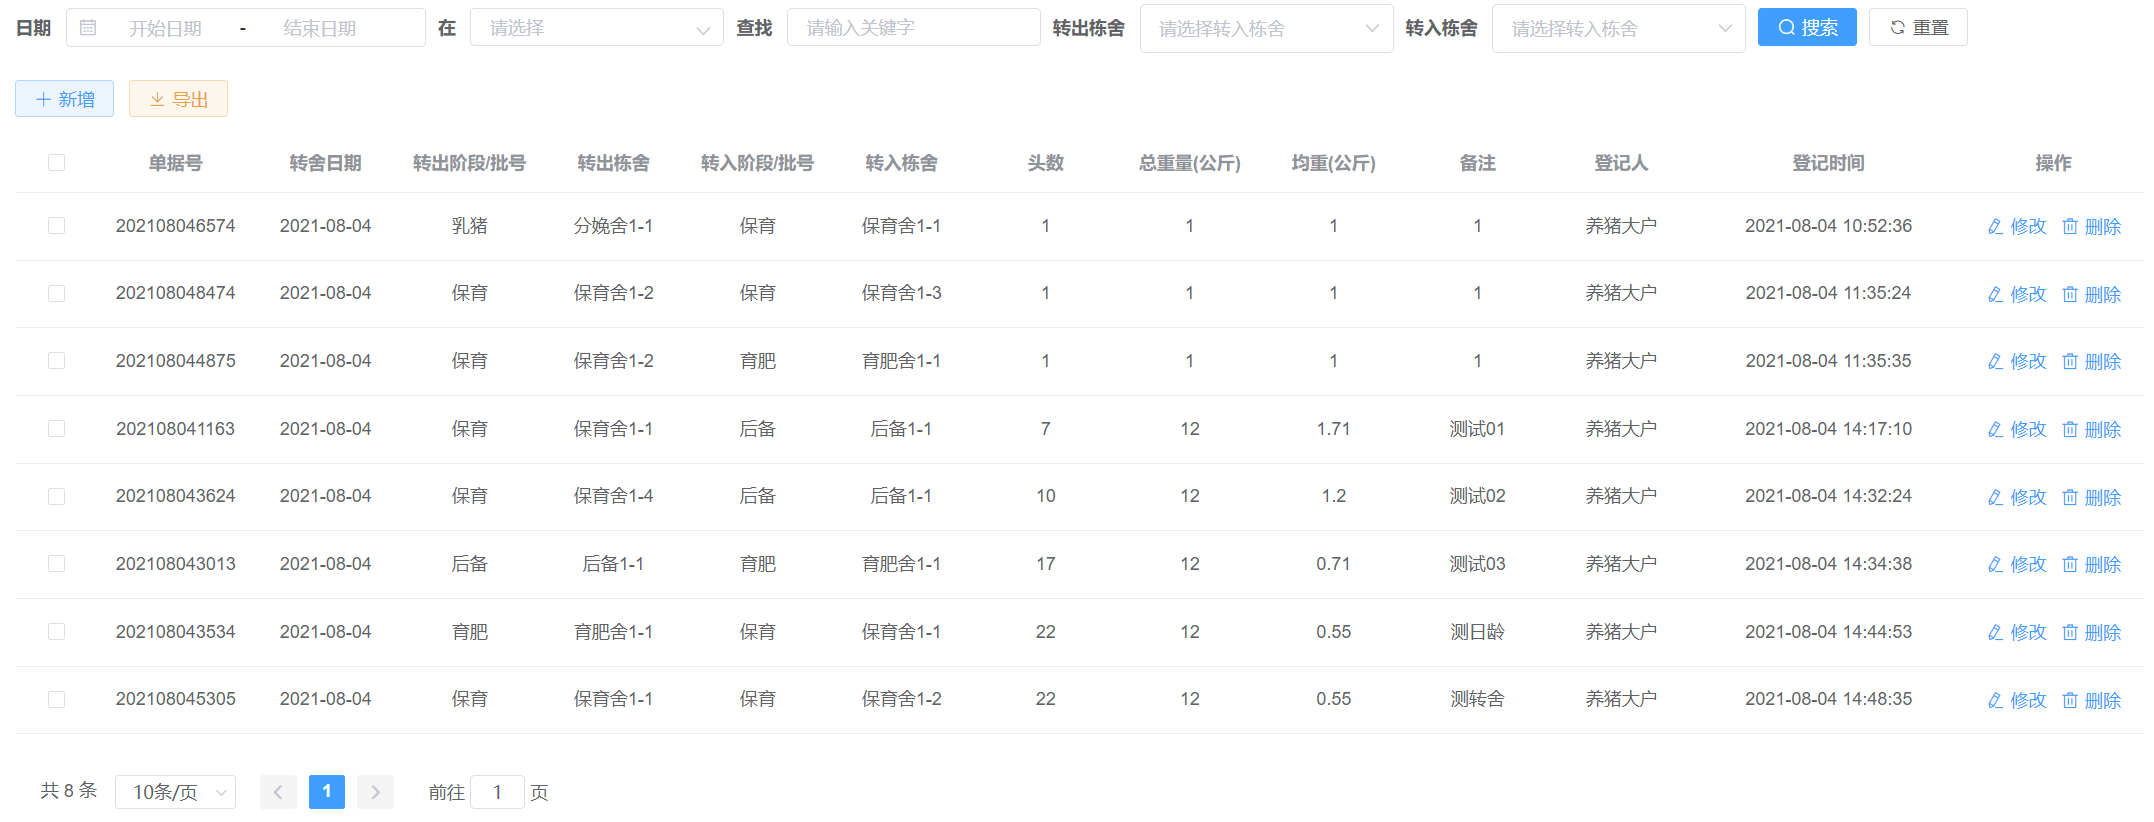 日期 开始日期 - 结束日期 在 请选择 查找 请输入关键字 转出栋舍 请选择转入栋舍 转入栋舍 请选择转入栋舍 搜索 重置
新增 导出
单据号 转舍日期 转出阶段/批号 转出栋舍 转入阶段/批号 转入栋舍 头数 总重量(公斤) 均重(公斤) 备注 登记人 登记时间 操作
202108046574 2021-08-04 乳猪 分娩舍1-1 保育 保育舍1-1 1 1 1 1 养猪大户 2021-08-04 10:52:36 修改 删除
202108048474 2021-08-04 保育 保育舍1-2 保育 保育舍1-3 1 1 1 1 养猪大户 2021-08-04 11:35:24 修改 删除
202108044875 2021-08-04 保育 保育舍1-2 育肥 育肥舍1-1 1 1 1 1 养猪大户 2021-08-04 11:35:35 修改 删除
202108041163 2021-08-04 保育 保育舍1-1 后备 后备1-1 7 12 1.71 测试01 养猪大户 2021-08-04 14:17:10 修改 删除
202108043624 2021-08-04 保育 保育舍1-4 后备 后备1-1 10 12 1.2 测试02 养猪大户 2021-08-04 14:32:24 修改 删除
202108043013 2021-08-04 后备 后备1-1 育肥 育肥舍1-1 17 12 0.71 测试03 养猪大户 2021-08-04 14:34:38 修改 删除
202108043534 2021-08-04 育肥 育肥舍1-1 保育 保育舍1-1 22 12 0.55 测日龄 养猪大户 2021-08-04 14:44:53 修改 删除
202108045305 2021-08-04 保育 保育舍1-1 保育 保育舍1-2 22 12 0.55 测转舍 养猪大户 2021-08-04 14:48:35 修改 删除
共 8 条 10条/页 1 前往 1 页